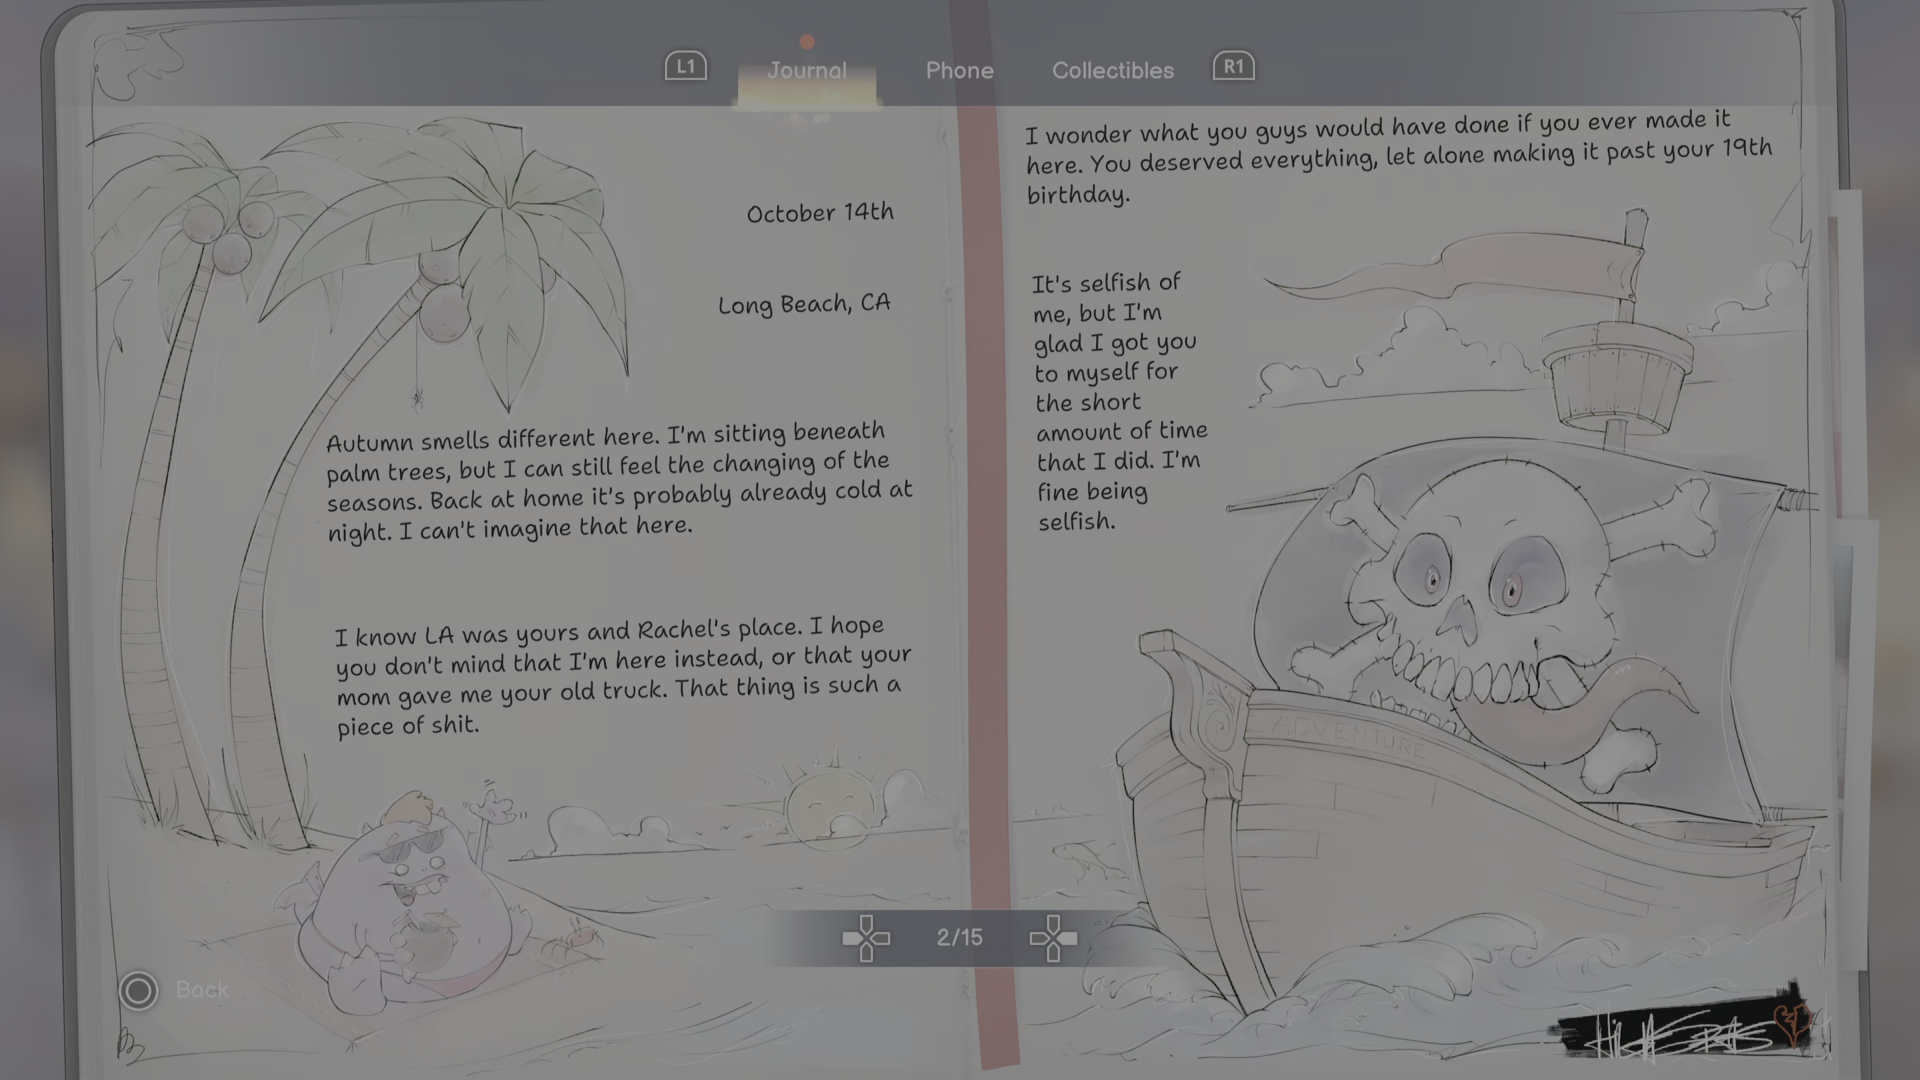 L1
Journal
Phone
Collectibles
R1
October 14th
Long Beach, CA
Autumn smells different here. I'm sitting beneath
palm trees, but I can still feel the changing of the
seasons. Back at home it's probably already cold at
night. I can't imagine that here.
I know LA was yours and Rachel's place. I hope
you don't mind that I'm here instead, or that your
mom gave me your old truck. That thing is such a
piece of shit.
I wonder what you guys would have done if you ever made it
here. You deserved everything, let alone making it past your 19th
birthday.
It's selfish of
me, but I'm
glad I got you
to myself for
the short
amount of time
that I did. I'm
fine being
selfish.
ADVENTURE
2/15
Back